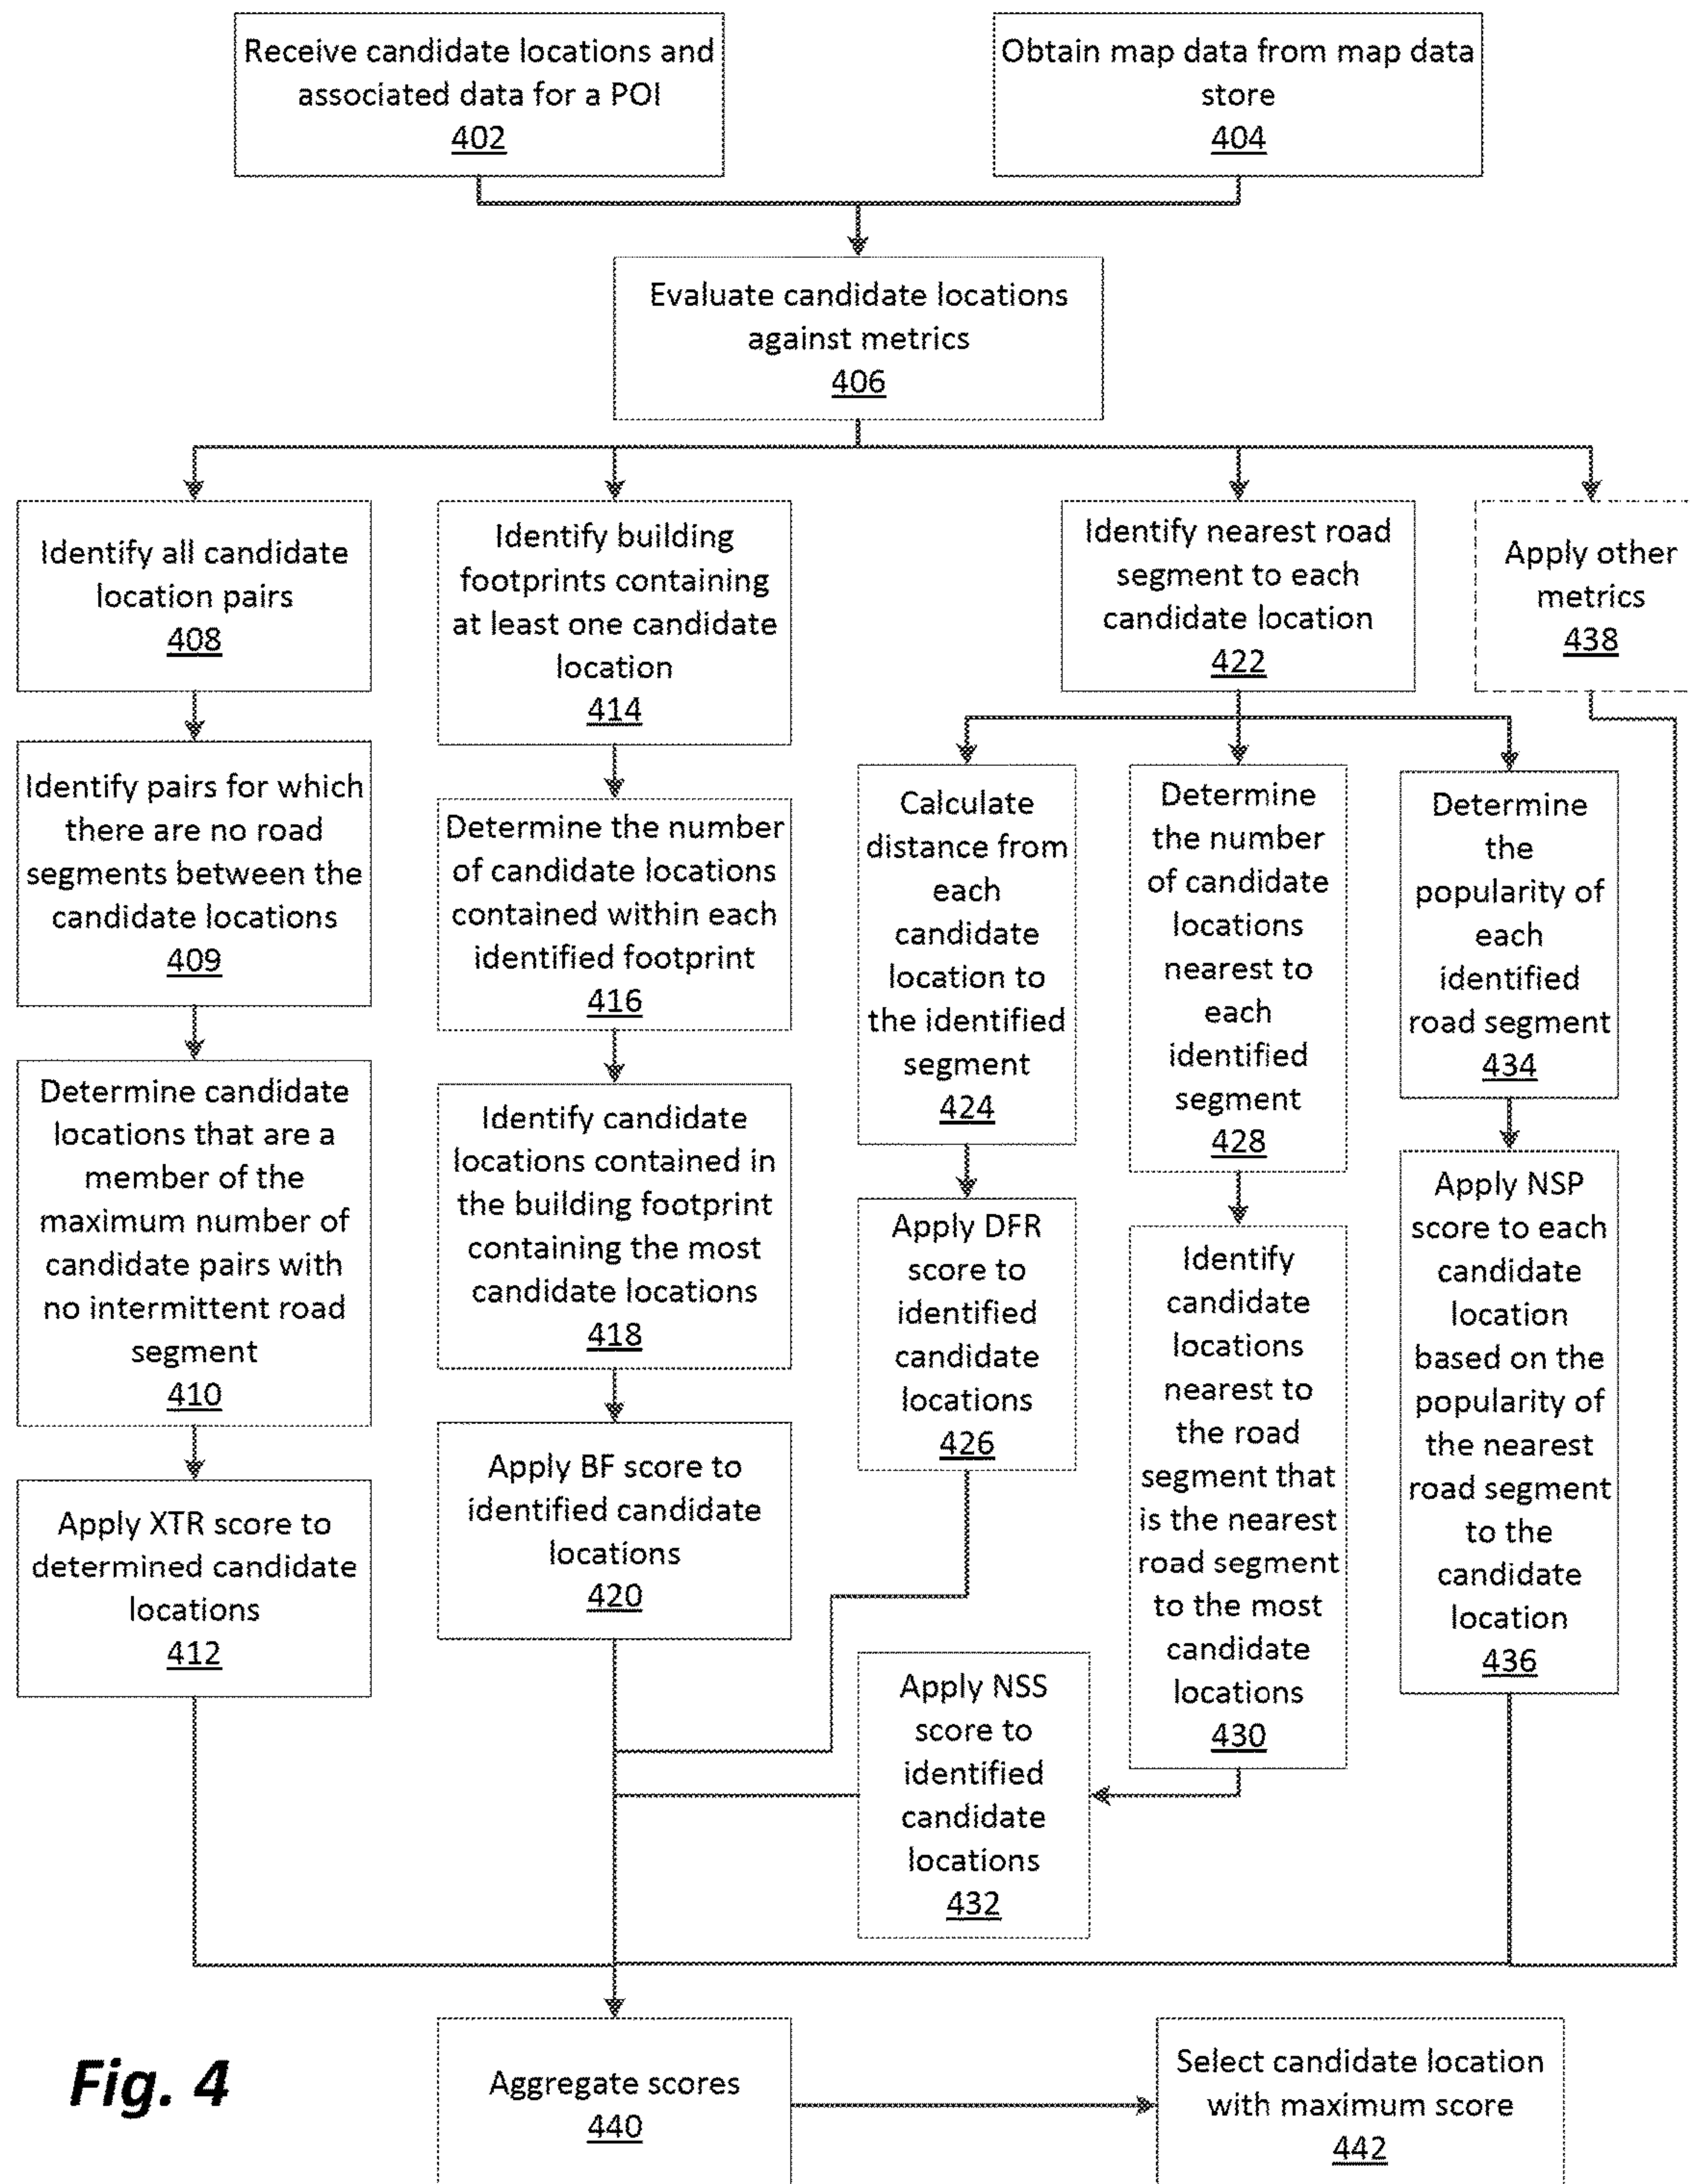 Receive candidate locations and
associated data for a POI
402
Obtain map data from map data
store
404
Evaluate candidate locations
against metrics
406
Identify all candidate
location pairs
408
Identify pairs for which
there are no road
segments between the
candidate locations
409
Determine candidate
locations that are a
member of the
maximum number of
candidate pairs with
no intermittent road
segment
410
Apply XTR score to
determined candidate
locations
412
Identify building
footprints containing
at least one candidate
location
414
Determine the number
of candidate locations
contained within each
identified footprint
416
Identify candidate
locations contained in
the building footprint
containing the most
candidate locations
418
Apply BF score to
identified candidate
locations
420
Identify nearest road
segment to each
candidate location
422
Calculate
distance from
each
candidate
location to
the identified
segment
424
Apply DFR
score to
identified
candidate
locations
426
Determine
the number
of candidate
locations
nearest to
each
identified
segment
428
Identify
candidate
locations
nearest to
the road
segment that
is the nearest
road segment
to the most
candidate
locations
430
Apply NSS
score to
identified
candidate
locations
432
Determine
the
popularity of
each
identified
road segment
434
Apply NSP
score to each
candidate
location
based on the
popularity of
the nearest
road segment
to the
candidate
location
436
Apply other
metrics
438
Aggregate scores
440
Select candidate location
with maximum score
442
Fig. 4